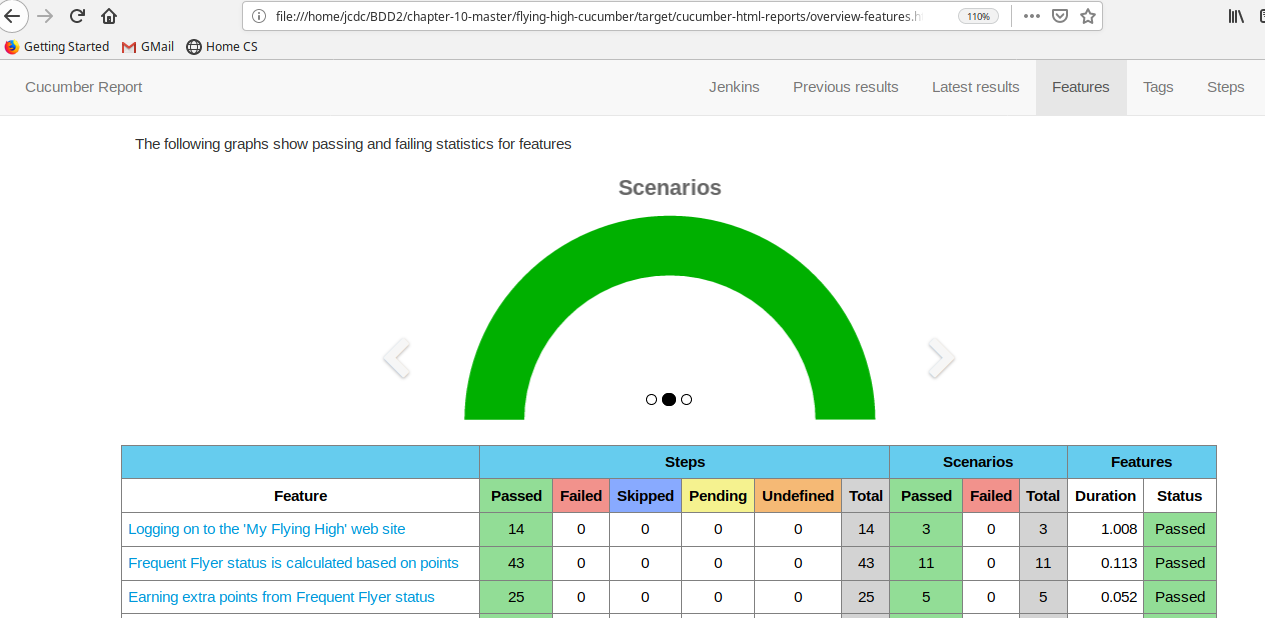 file:///home/jcdc/BDD2/chapter-10-master/flying-high-cucumber/target/cucumber-html-reports/overview-features.h 110%
Getting Started GMail Home CS
Cucumber Report Jenkins Previous results Latest results Features Tags Steps
The following graphs show passing and failing statistics for features
Scenarios
Steps Scenarios Features
Feature Passed Failed Skipped Pending Undefined Total Passed Failed Total Duration Status
Logging on to the 'My Flying High' web site 14 0 0 0 0 14 3 0 3 1.008 Passed
Frequent Flyer status is calculated based on points 43 0 0 0 0 43 11 0 11 0.113 Passed
Earning extra points from Frequent Flyer status 25 0 0 0 0 25 5 0 5 0.052 Passed